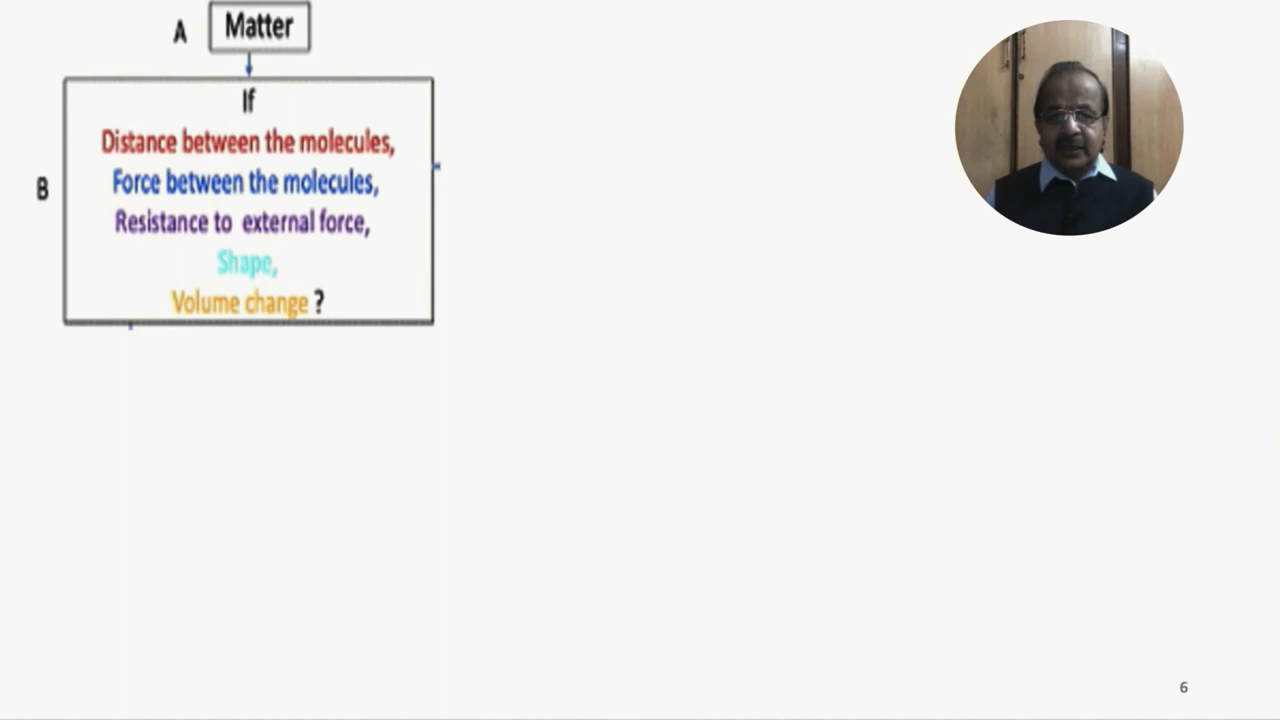 A
Matter
If
Distance between the molecules,
Force between the molecules,
B
Resistance to external force,
Shape,
Volume change ?
6